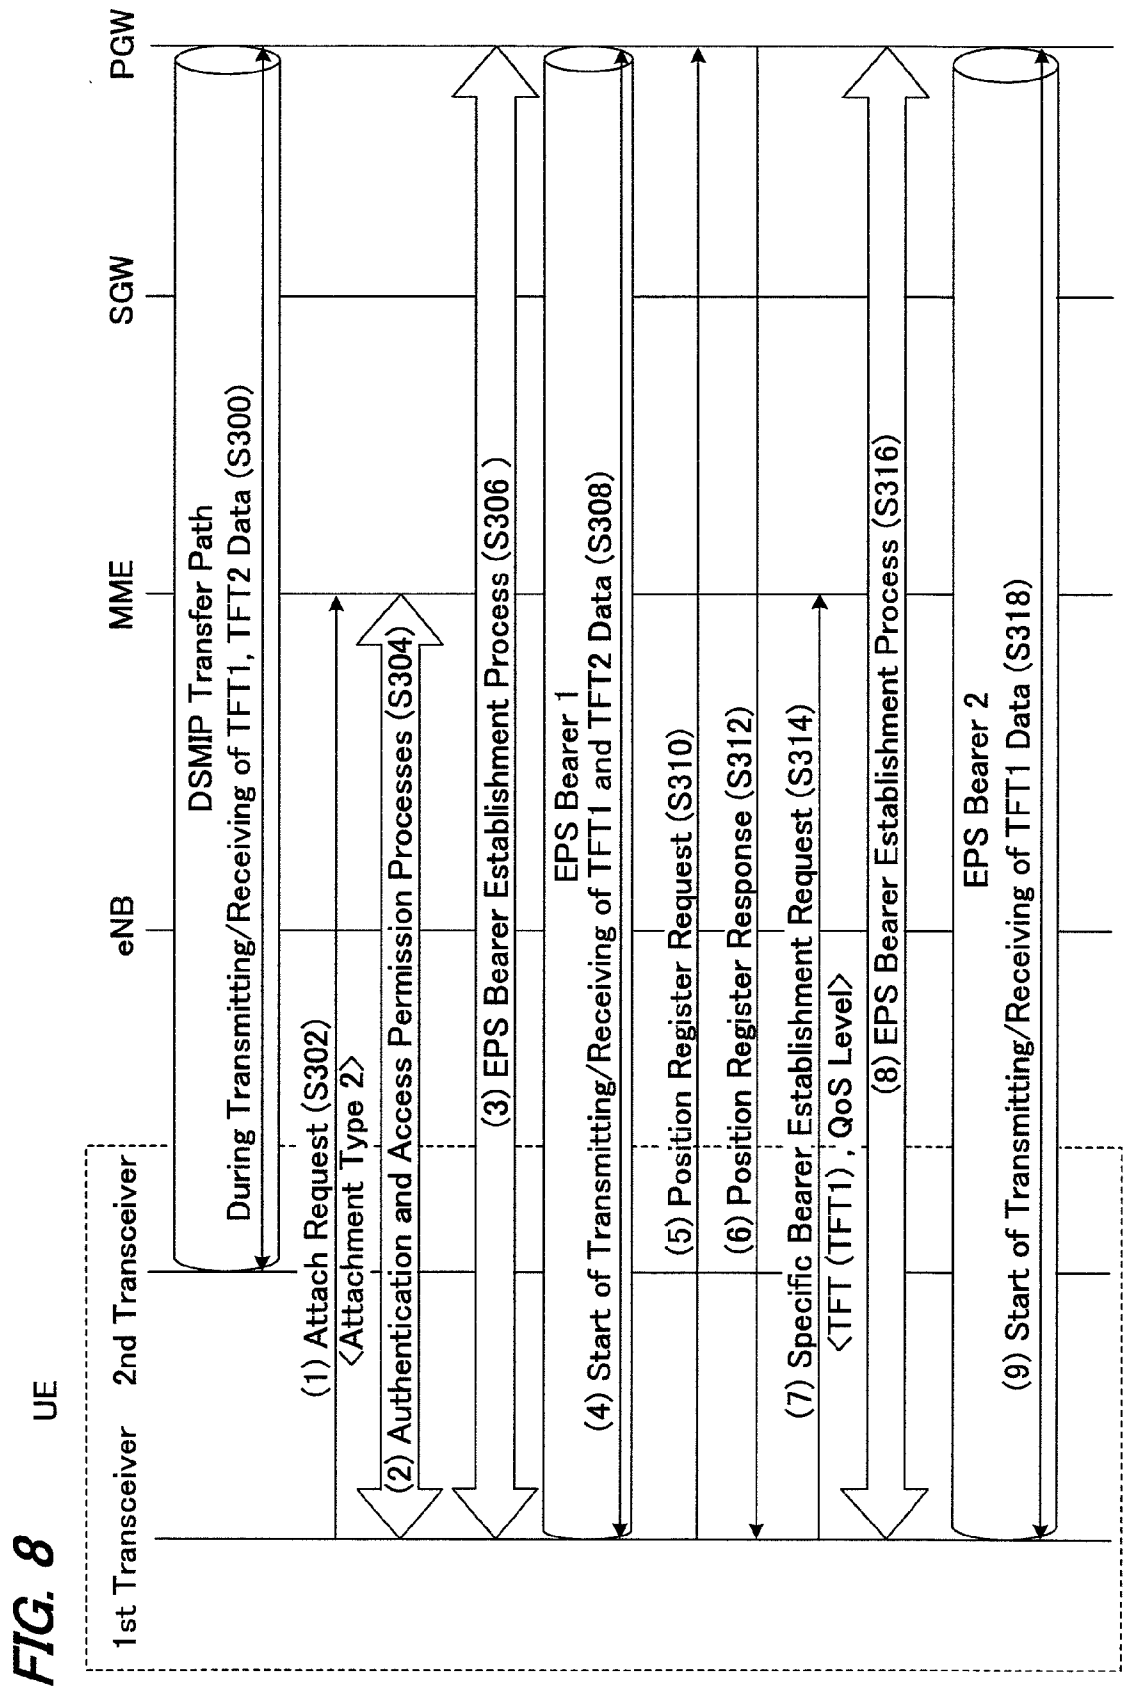 FIG. 8
UE
1st Transceiver
2nd Transceiver
eNB
MME
SGW
PGW
DSMIP Transfer Path
During Transmitting/Receiving of TFT1, TFT2 Data (S300)
(1) Attach Request (S302)
<Attachment Type 2>
(2) Authentication and Access Permission Processes (S304)
(3) EPS Bearer Establishment Process (S306 )
EPS Bearer 1
(4) Start of Transmitting/Receiving of TFT1 and TFT2 Data (S308)
(5) Position Register Request (S310)
(6) Position Register Response (S312)
(7) Specific Bearer Establishment Request (S314)
<TFT (TFT1) , QoS Level>
(8) EPS Bearer Establishment Process (S316)
EPS Bearer 2
(9) Start of Transmitting/Receiving of TFT1 Data (S318)